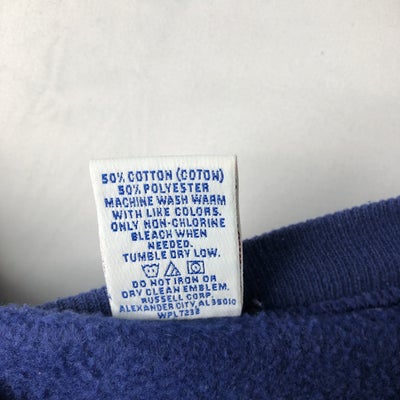 50% COTTON (COTON)
50% POLYESTER
MACHINE WASH WARM
WITH LIKE COLORS.
ONLY NON-CHLORINE
BLEACH WHEN
NEEDED.
TUMBLE DRY LOW.
DO NOT IRON OR
DRY CLEAN EMBLEM.
RUSSELL CORP.
ALEXANDER CITY, AL 35010
WPL7238